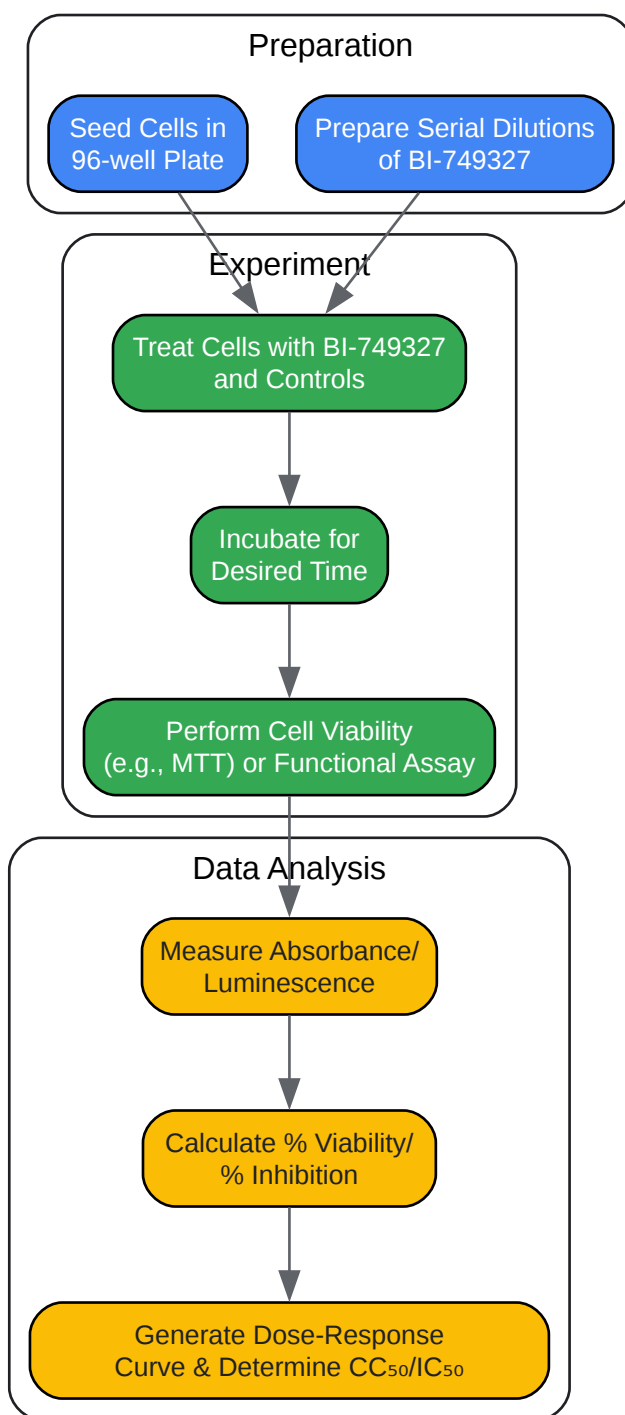 Preparation
Seed Cells in
96-well Plate
Prepare Serial Dilutions
of BI-749327
Experiment
Treat Cells with BI-749327
and Controls
Incubate for
Desired Time
Perform Cell Viability
(e.g., MTT) or Functional Assay
Data Analysis
Measure Absorbance/
Luminescence
Calculate % Viability/
% Inhibition
Generate Dose-Response
Curve & Determine CC₅₀/IC₅₀